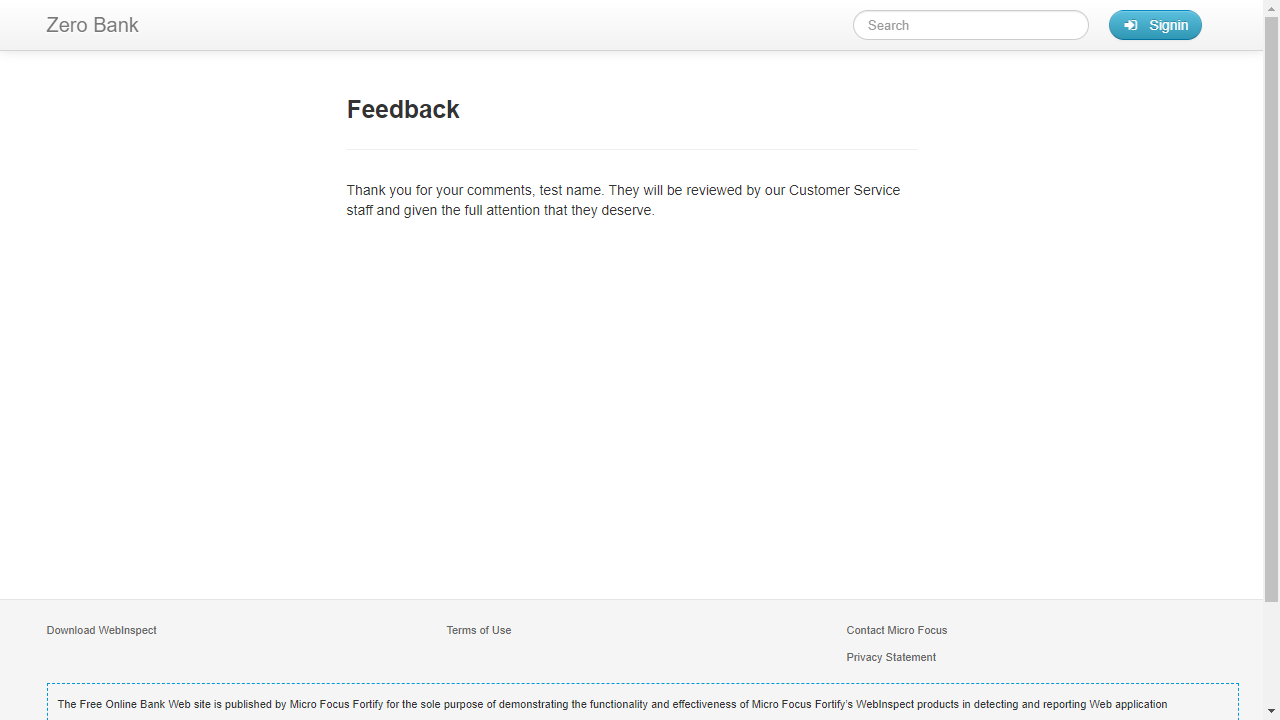 Zero Bank
Search
Signin
Feedback
Thank you for your comments, test name. They will be reviewed by our Customer Service
staff and given the full attention that they deserve.
Download WebInspect
Terms of Use
Contact Micro Focus
Privacy Statement
The Free Online Bank Web site is published by Micro Focus Fortify for the sole purpose of demonstrating the functionality and effectiveness of Micro Focus Fortify's WebInspect products in detecting and reporting Web application